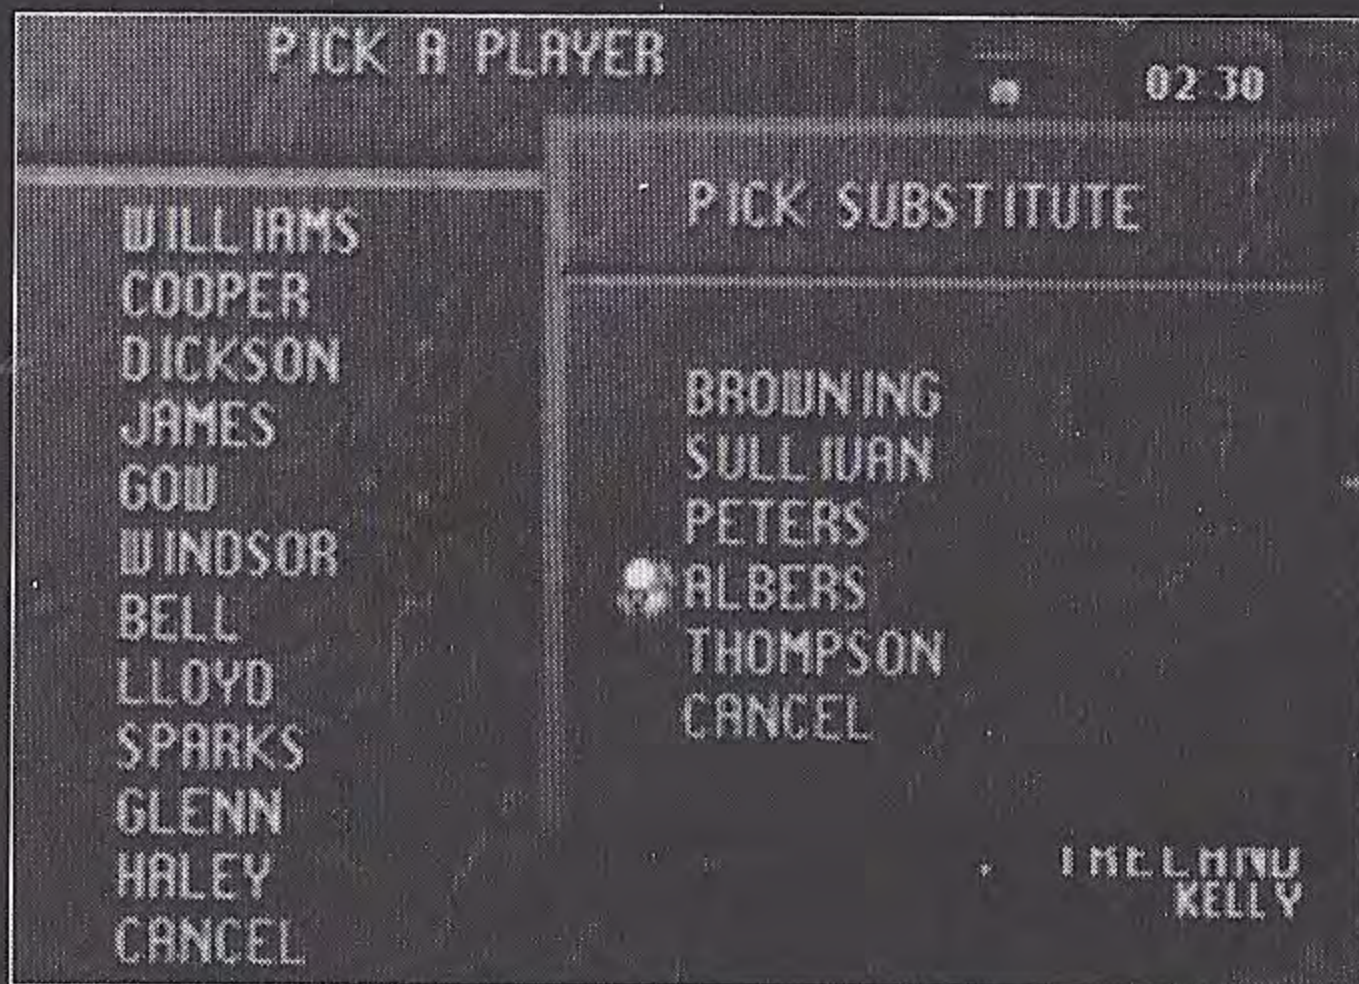 PICK A PLAYER
02:30
WILLIAMS
COOPER
DICKSON
JAMES
GOW
WINDSOR
BELL
LLOYD
SPARKS
GLENN
HALEY
CANCEL
PICK SUBSTITUTE
BROWNING
SULLIVAN
PETERS
ALBERS
THOMPSON
CANCEL
IRELAND
KELLY